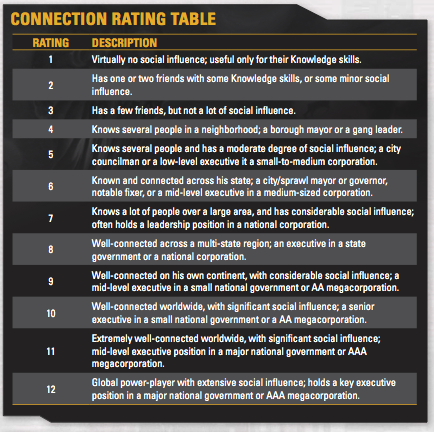 CONNECTION RATING TABLE
RATING DESCRIPTION
1 Virtually no social influence; useful only for their Knowledge skills.
2 Has one or two friends with some Knowledge skills, or some minor social
influence.
3 Has a few friends, but not a lot of social influence.
4 Knows several people in a neighborhood; a borough mayor or a gang leader.
5 Knows several people and has a moderate degree of social influence; a city
councilman or a low-level executive it a small-to-medium corporation.
6 Known and connected across his state; a city/sprawl mayor or governor,
notable fixer, or a mid-level executive in a medium-sized corporation.
7 Knows a lot of people over a large area, and has considerable social influence;
often holds a leadership position in a national corporation.
8 Well-connected across a multi-state region; an executive in a state
government or a national corporation.
9 Well-connected on his own continent, with considerable social influence; a
mid-level executive in a small national government or AA megacorporation.
10 Well-connected worldwide, with significant social influence; a senior
executive in a small national government or a AA megacorporation.
11 Extremely well-connected worldwide, with significant social influence;
mid-level executive position in a major national government or AAA
megacorporation.
12 Global power-player with extensive social influence; holds a key executive
position in a major national government or AAA megacorporation.